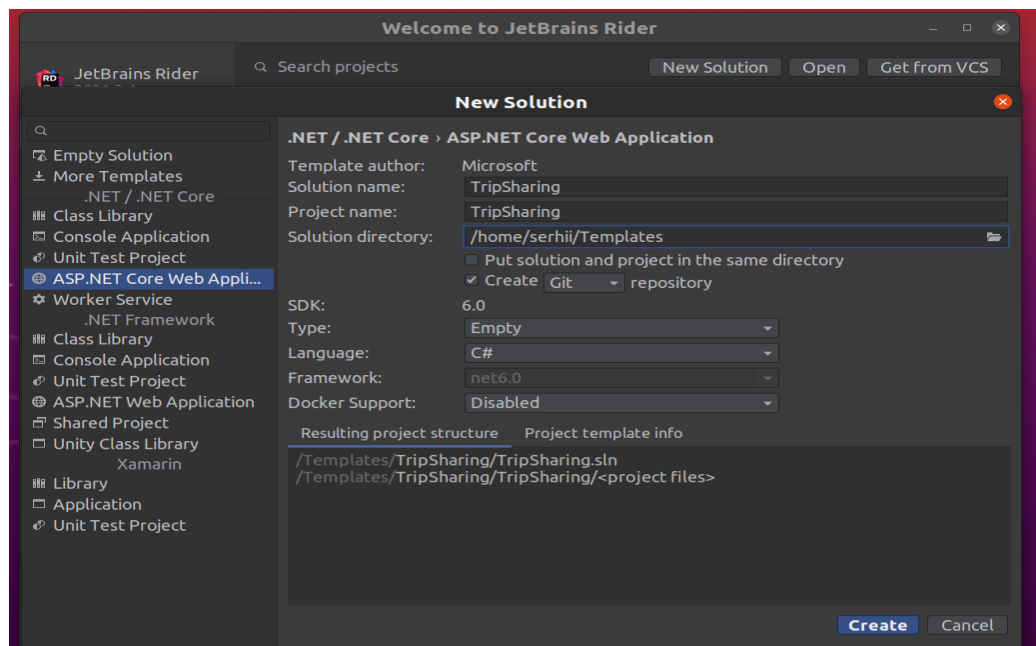 Welcome to JetBrains Rider
JetBrains Rider
Search projects
New Solution
Open
Get from VCS
New Solution
Empty Solution
More Templates
.NET / .NET Core
Class Library
Console Application
Unit Test Project
ASP.NET Core Web Appli...
Worker Service
.NET Framework
Class Library
Console Application
Unit Test Project
ASP.NET Web Application
Shared Project
Unity Class Library
Xamarin
Library
Application
Unit Test Project
.NET / .NET Core › ASP.NET Core Web Application
Template author: Microsoft
Solution name: TripSharing
Project name: TripSharing
Solution directory: /home/serhii/Templates
Put solution and project in the same directory
Create Git repository
SDK: 6.0
Type: Empty
Language: C#
Framework: net6.0
Docker Support: Disabled
Resulting project structure Project template info
/Templates/TripSharing/TripSharing.sln
/Templates/TripSharing/TripSharing/<project files>
Create Cancel